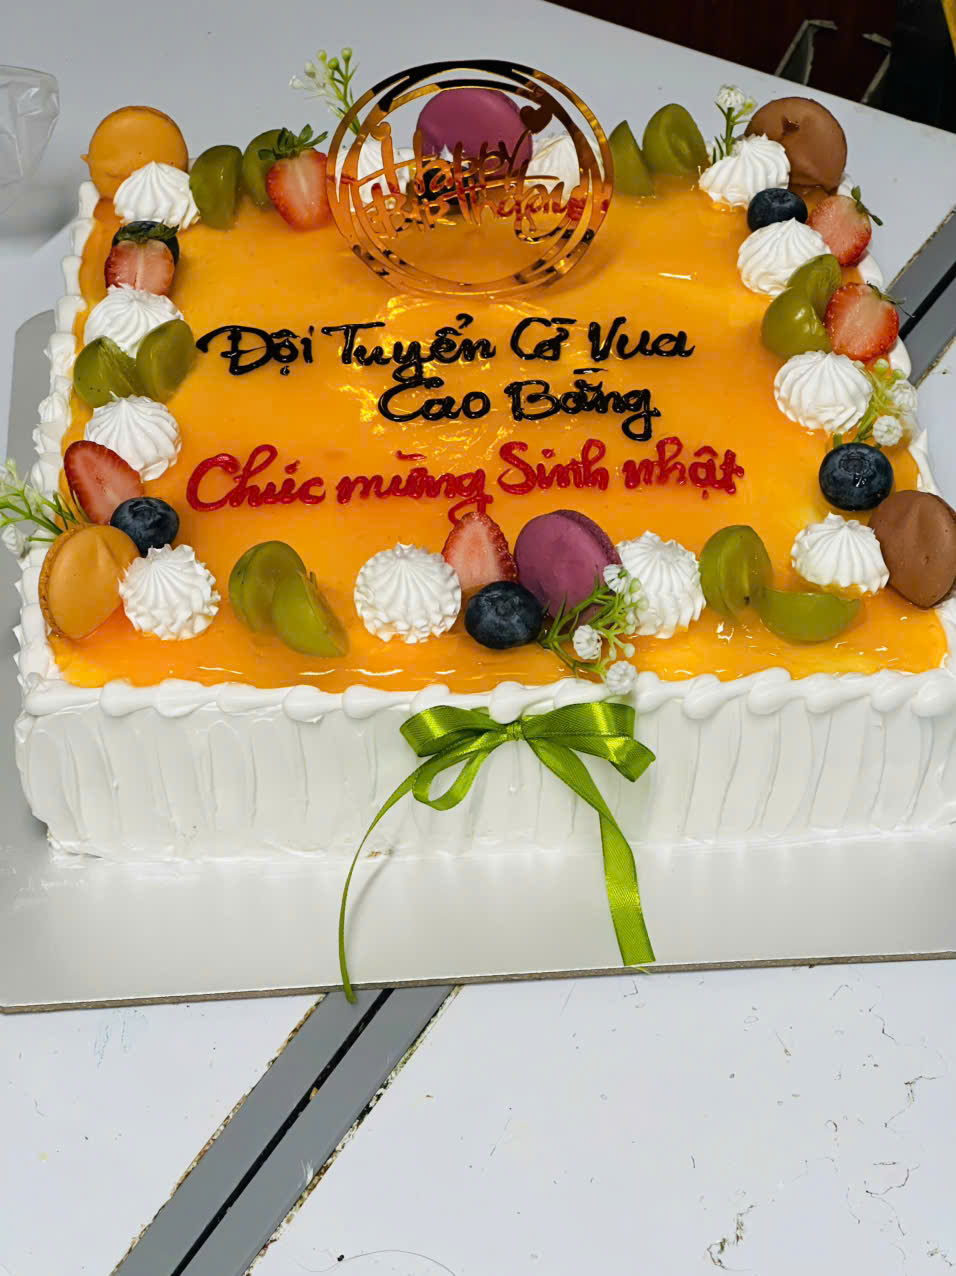 Happy
BIRthday
Đội Tuyển Cờ Vua
Cao Bằng
Chúc mừng Sinh nhật